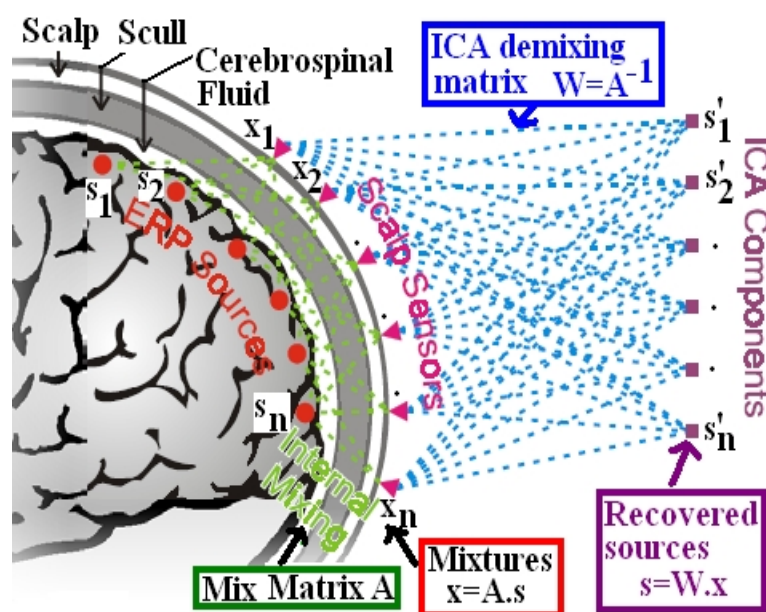 Scalp
Scull
Cerebrospinal
Fluid
ICA demixing
matrix W=A⁻¹
x₁
x₂
xₙ
s₁
s₂
sₙ
ERP Sources
Scalp Sensors
Internal
Mixing
s'₁
s'₂
s'ₙ
ICA Components
Mix Matrix A
Mixtures
x=A.s
Recovered
sources
s=W.x